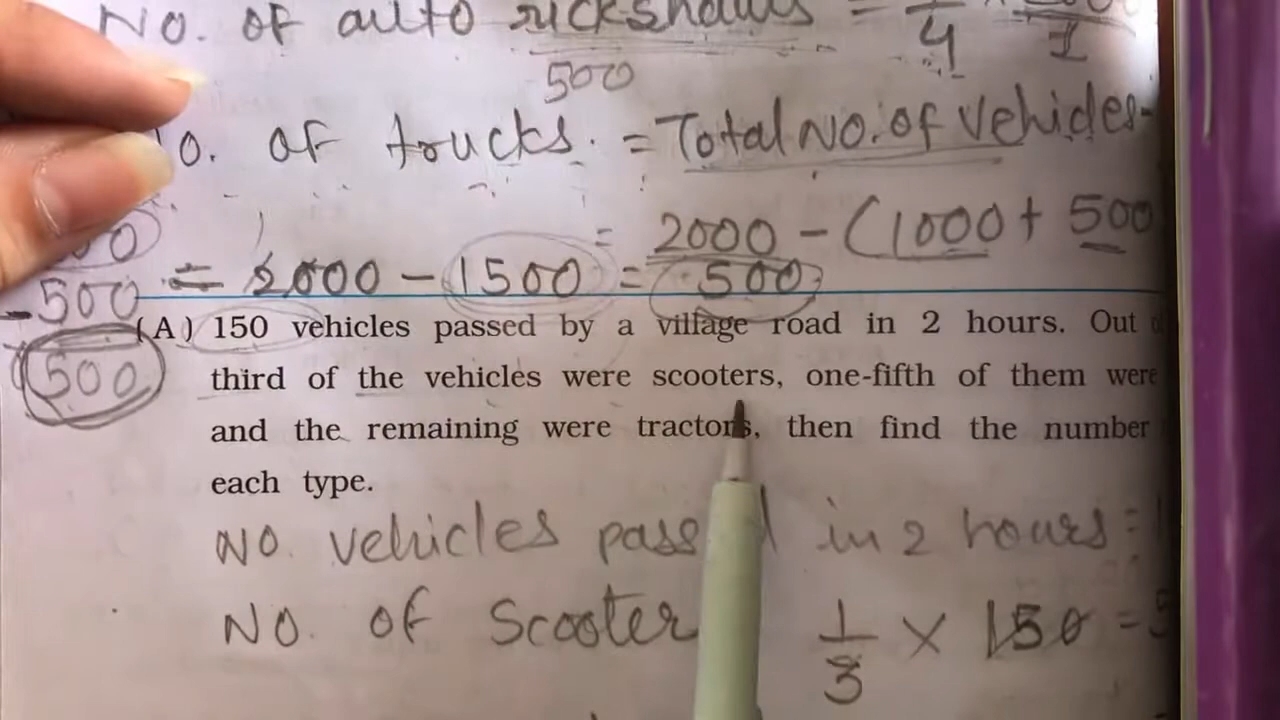 No. of auto rickshaws = 1/4 ×
500
No. of trucks. = Total No. of vehicles -
= 2000 - (1000 + 500
= 2000 - 1500 = 500
-500
500
(A) 150 vehicles passed by a village road in 2 hours. Out
third of the vehicles were scooters, one-fifth of them were
and the remaining were tractors, then find the number
each type.
No. vehicles passed in 2 hours =
No. of Scooter 1/3 × 150 = 5